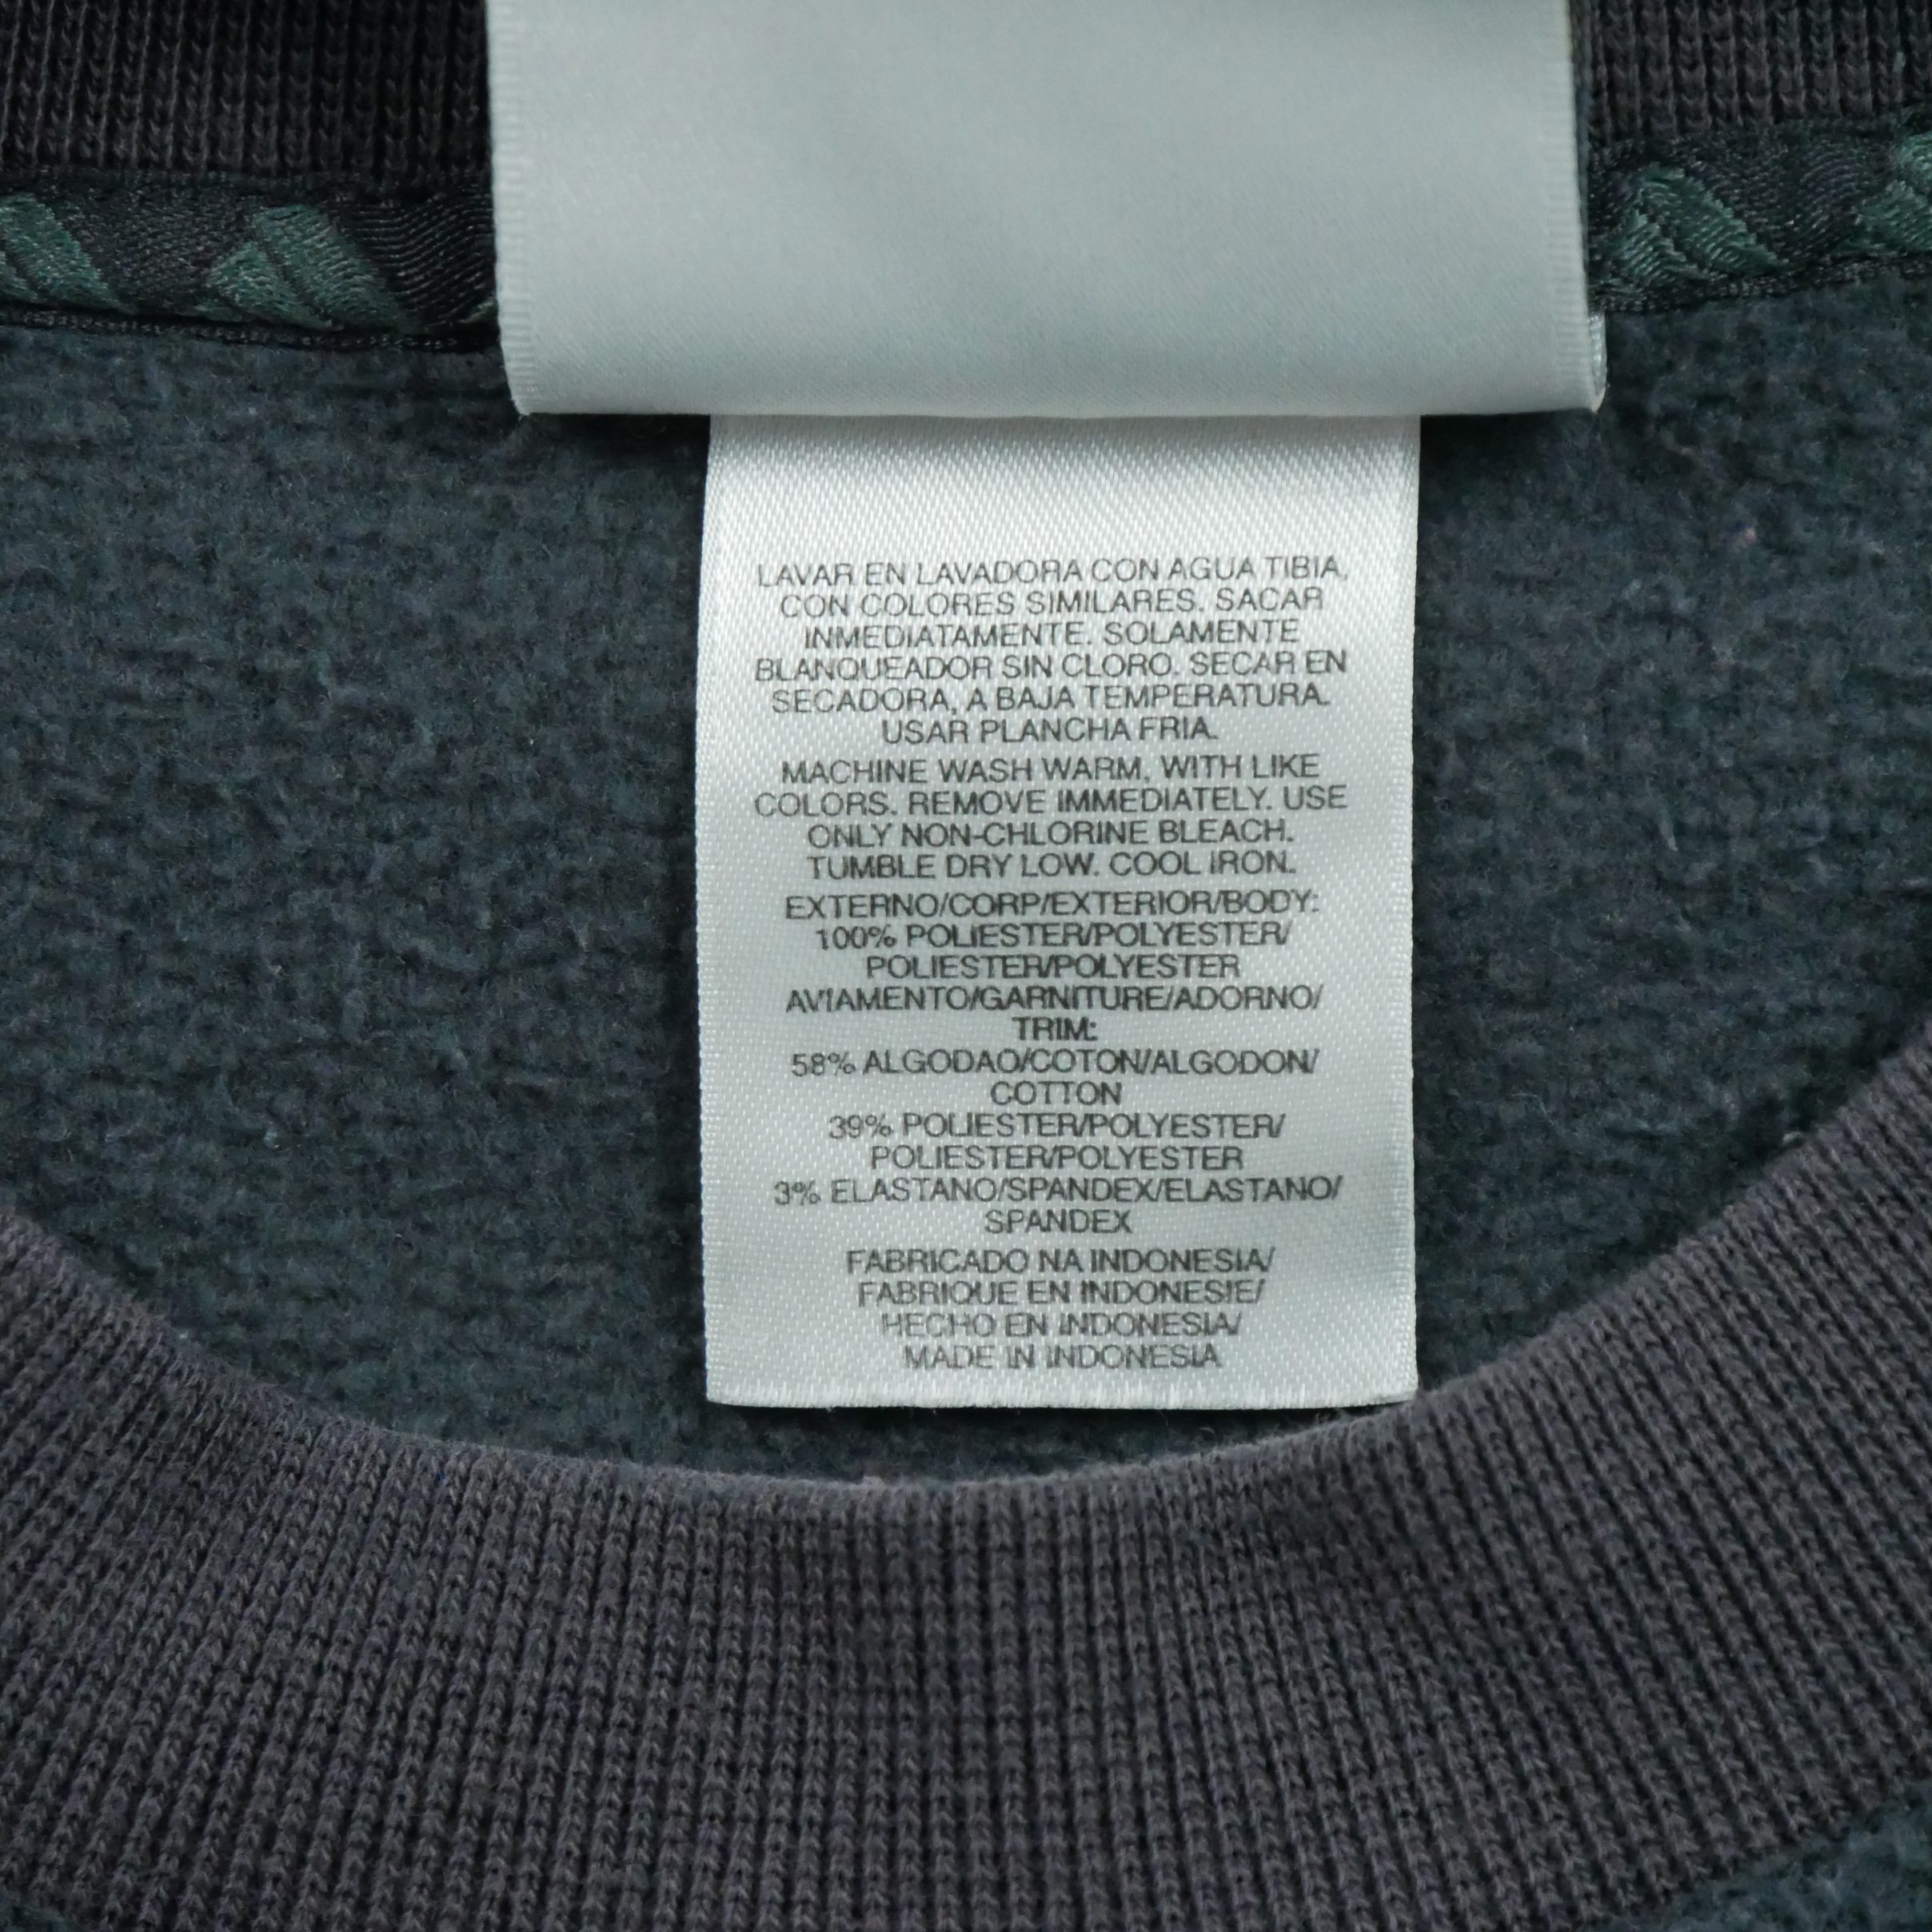 LAVAR EN LAVADORA CON AGUA TIBIA,
CON COLORES SIMILARES. SACAR
INMEDIATAMENTE. SOLAMENTE
BLANQUEADOR SIN CLORO. SECAR EN
SECADORA, A BAJA TEMPERATURA.
USAR PLANCHA FRIA.
MACHINE WASH WARM, WITH LIKE
COLORS. REMOVE IMMEDIATELY. USE
ONLY NON-CHLORINE BLEACH.
TUMBLE DRY LOW. COOL IRON.
EXTERNO/CORP/EXTERIOR/BODY:
100% POLIESTER/POLYESTER/
POLIESTER/POLYESTER
AVIAMENTO/GARNITURE/ADORNO/
TRIM:
58% ALGODAO/COTON/ALGODON/
COTTON
39% POLIESTER/POLYESTER/
POLIESTER/POLYESTER
3% ELASTANO/SPANDEX/ELASTANO/
SPANDEX
FABRICADO NA INDONESIA/
FABRIQUE EN INDONESIE/
HECHO EN INDONESIA/
MADE IN INDONESIA